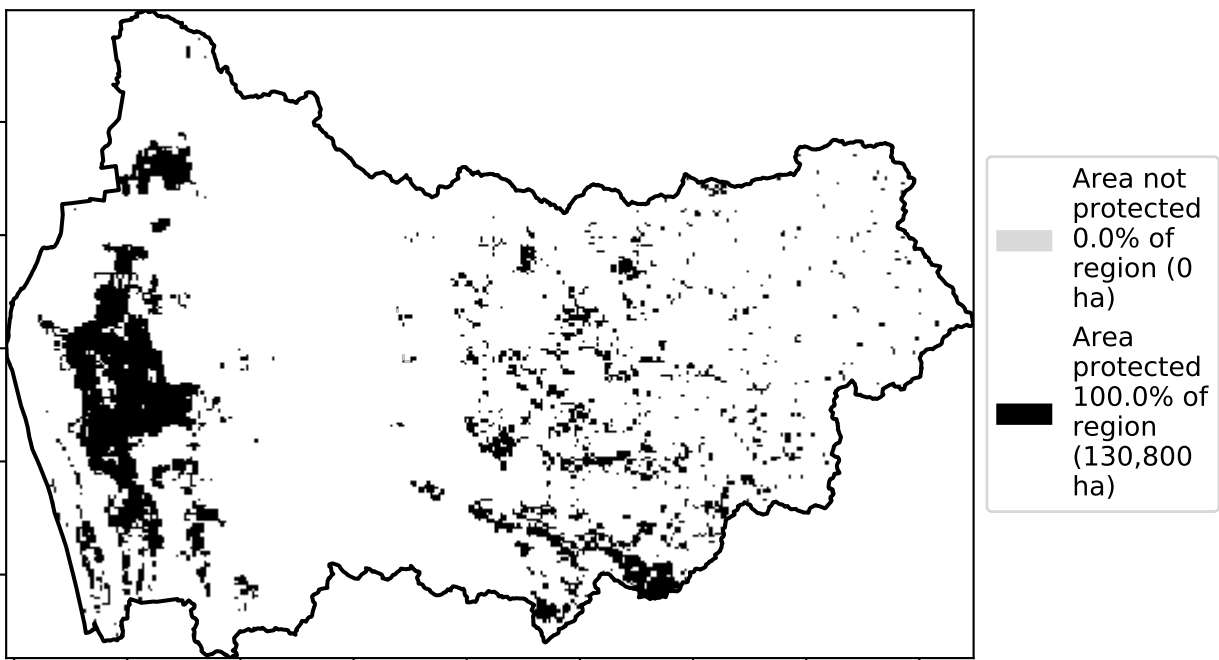 Area not
protected
0.0% of
region (0
ha)
Area
protected
100.0% of
region
(130,800
ha)